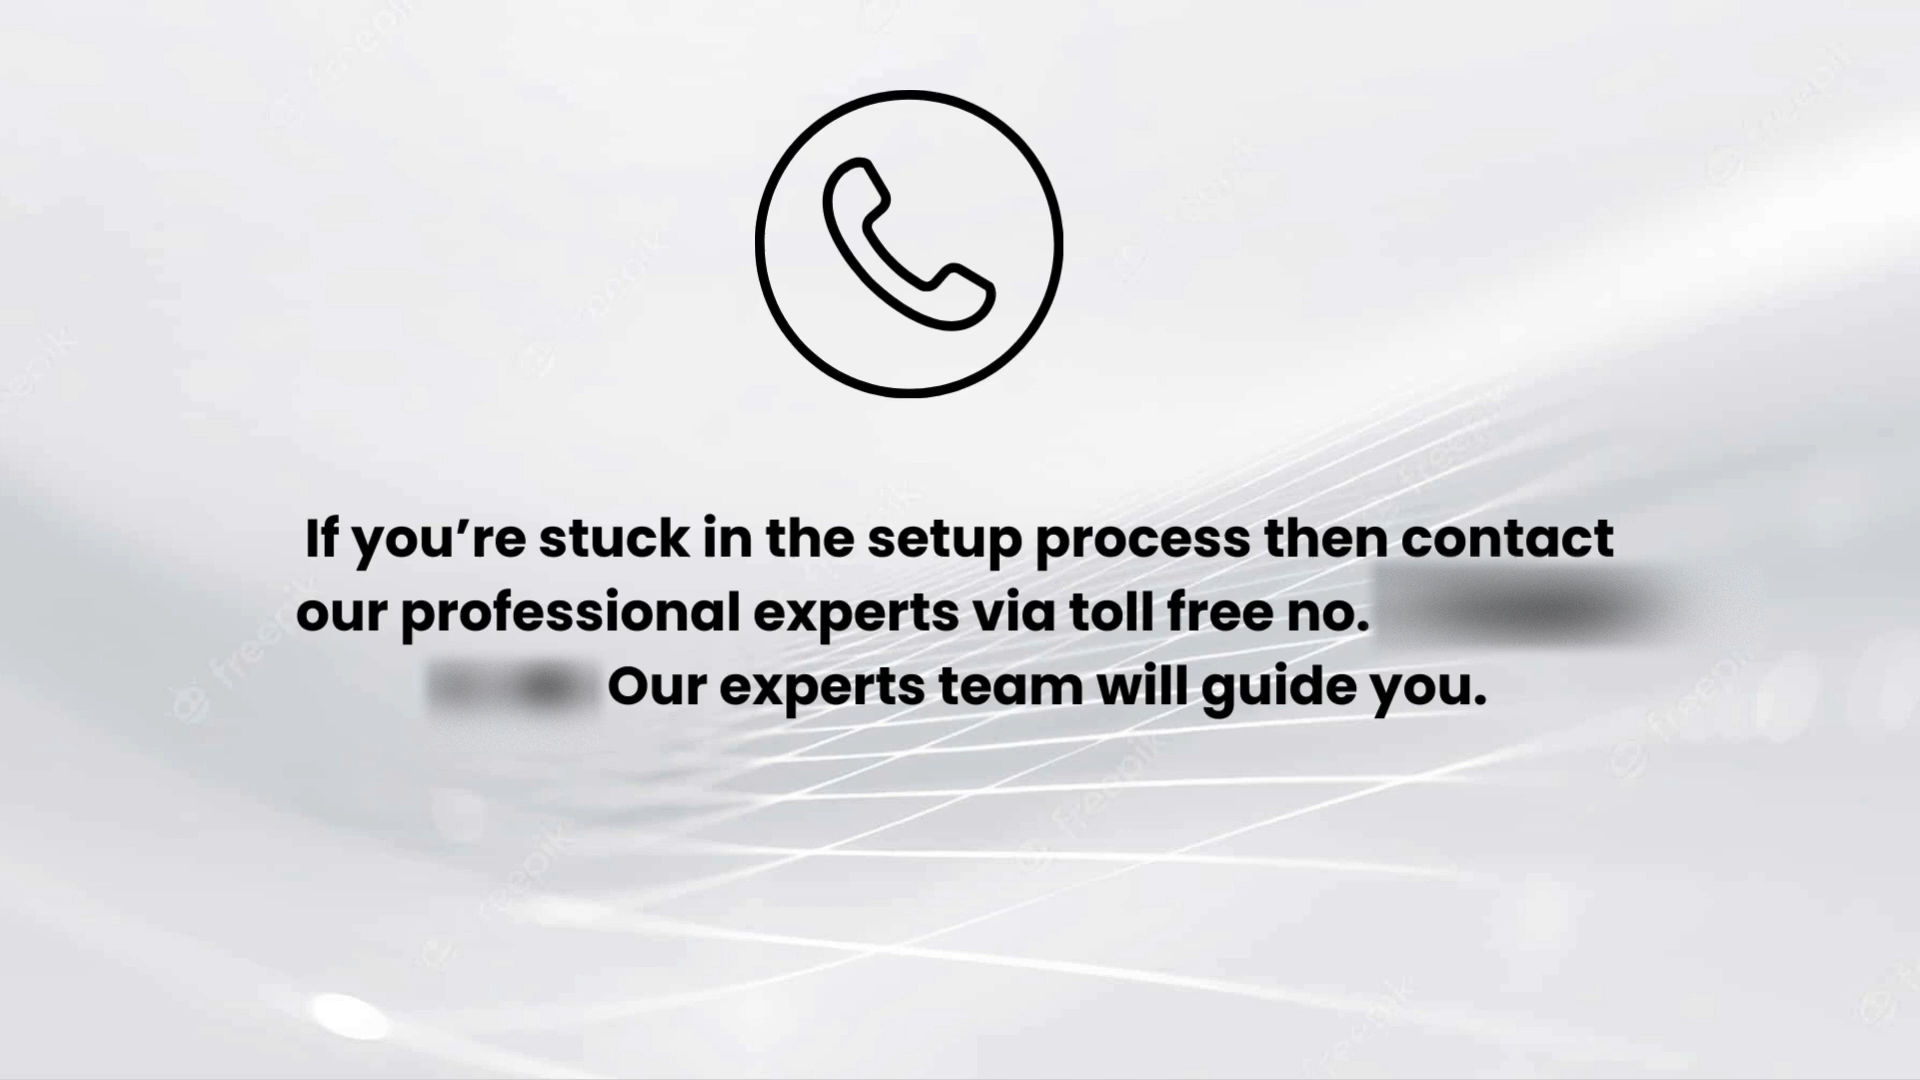 If you’re stuck in the setup process then contact
our professional experts via toll free no.
Our experts team will guide you.